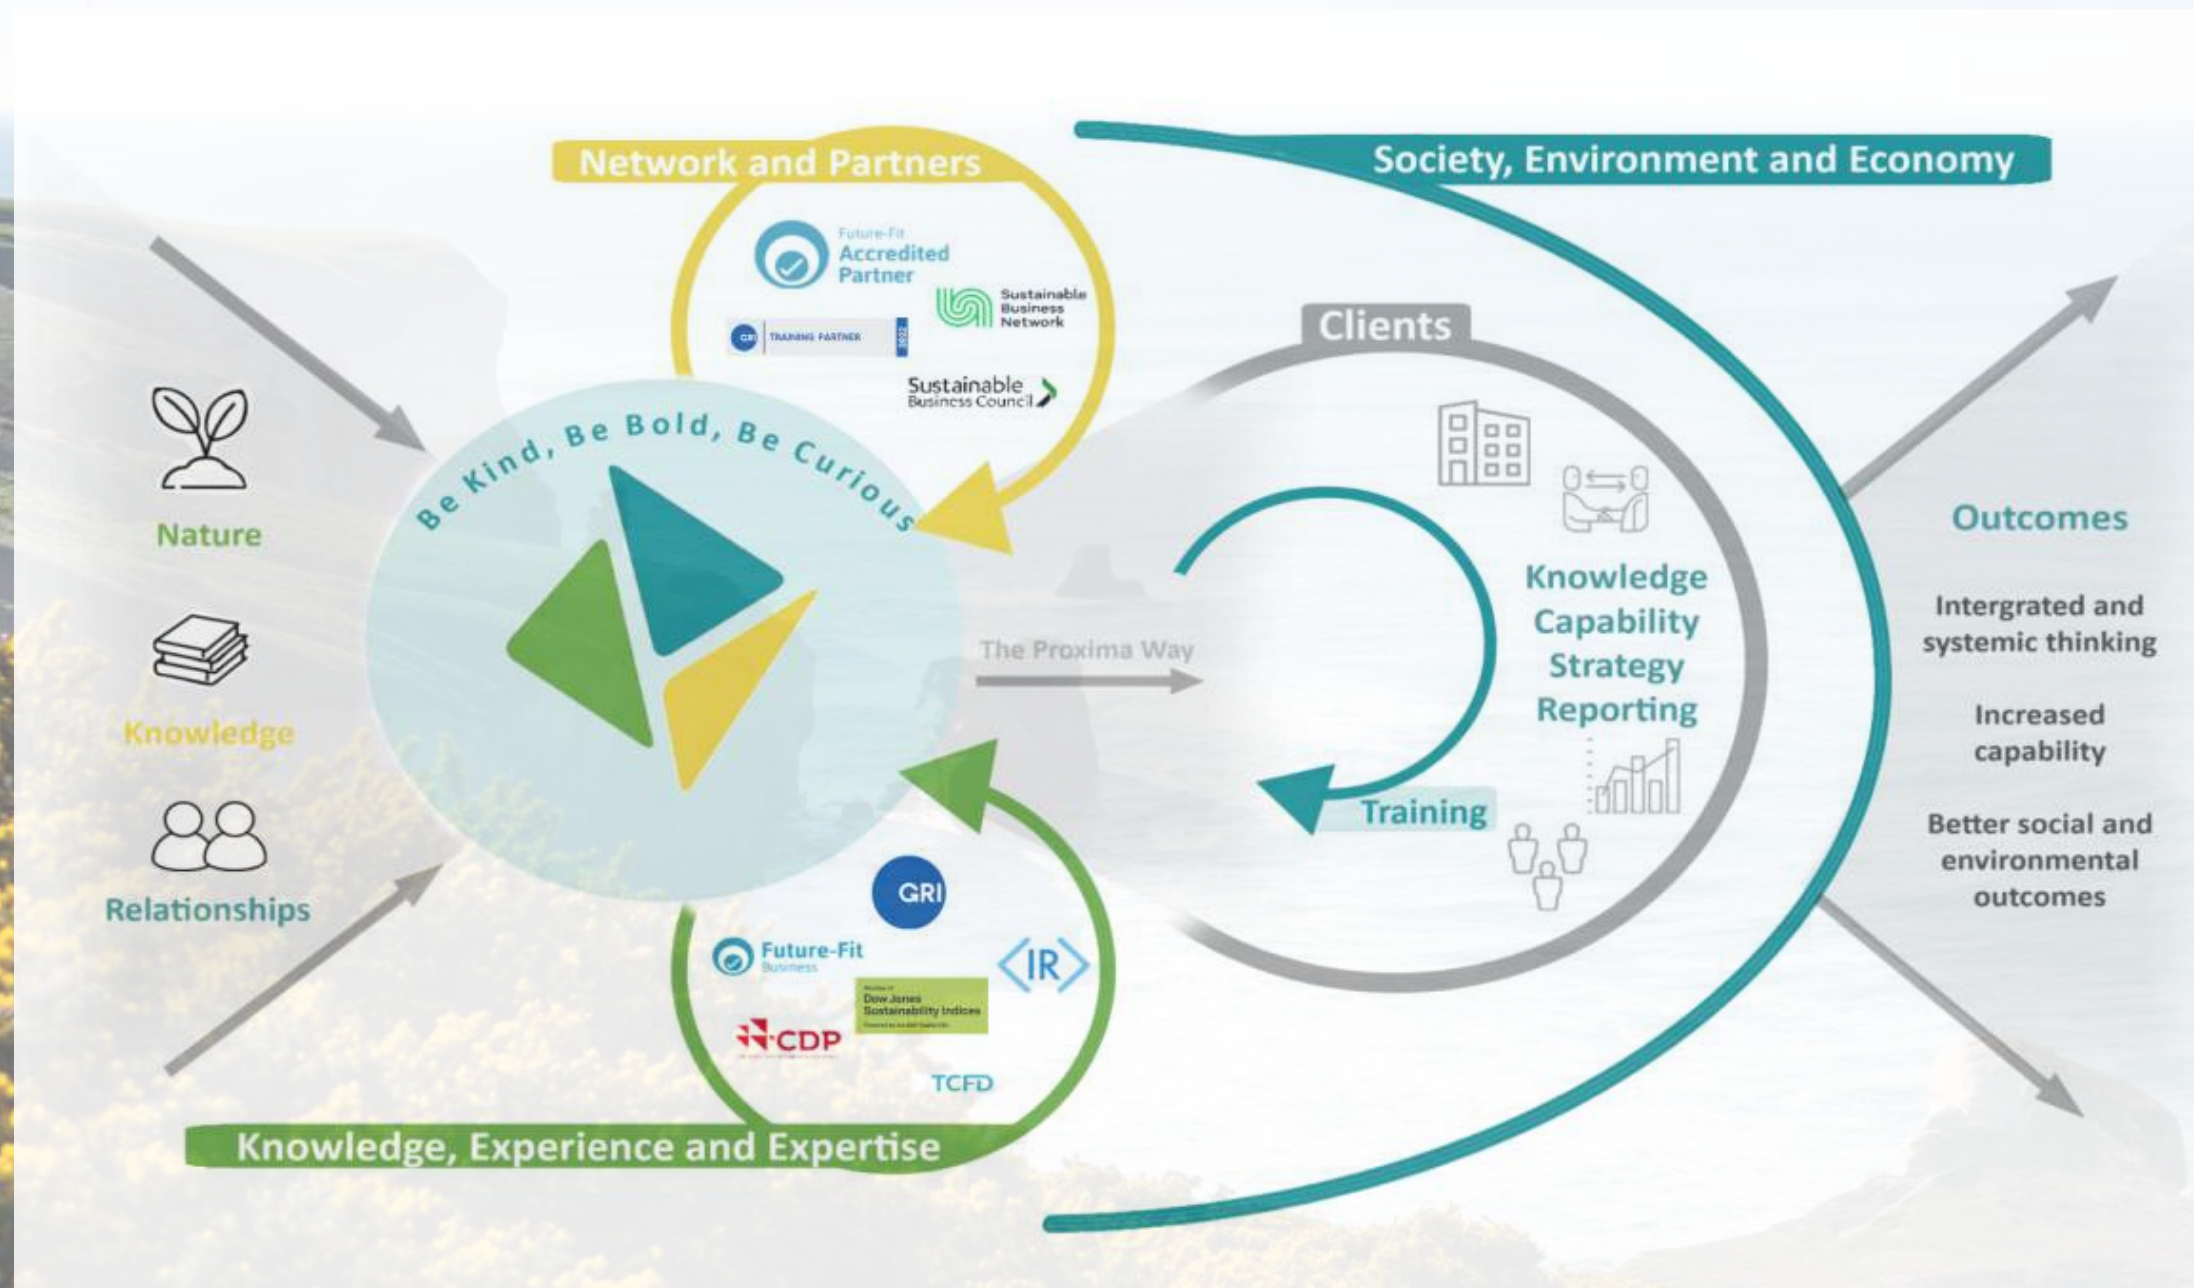 Network and Partners
Society, Environment and Economy
Future-Fit
Accredited
Partner
Sustainable
Business
Network
GRI
TRAINING PARTNER
2022
Sustainable
Business Council
Clients
Be Kind, Be Bold, Be Curious
Nature
Knowledge
Relationships
The Proxima Way
Knowledge
Capability
Strategy
Reporting
Training
Outcomes
Intergrated and
systemic thinking
Increased
capability
Better social and
environmental
outcomes
GRI
Future-Fit
Business
<IR>
Dow Jones
Sustainability Indices
CDP
TCFD
Knowledge, Experience and Expertise